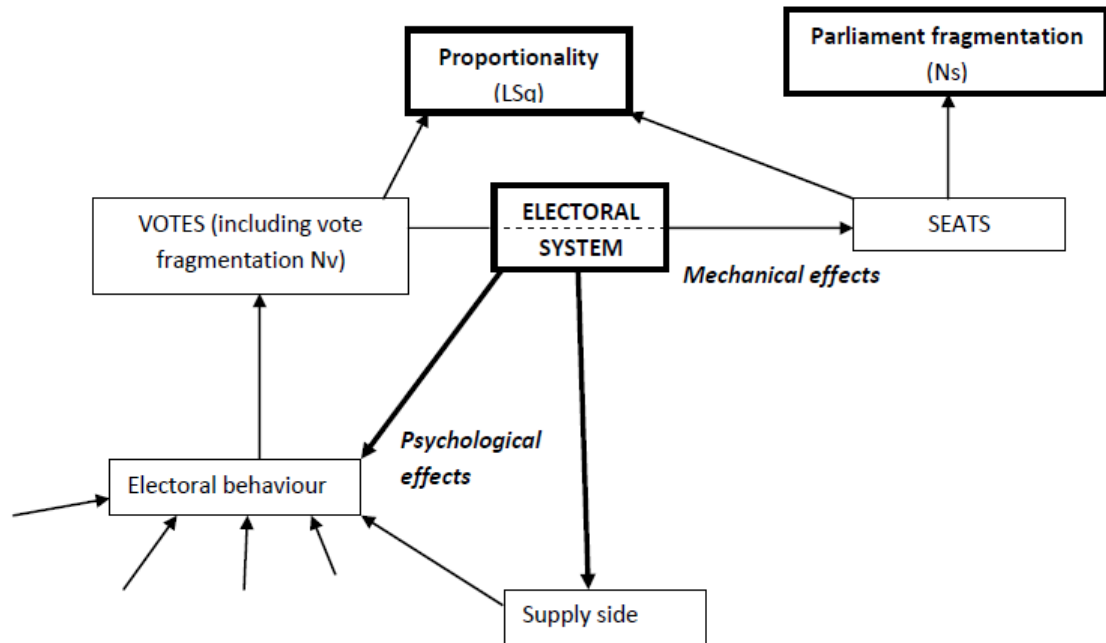 Proportionality
(LSq)
Parliament fragmentation
(Ns)
VOTES (including vote
fragmentation Nv)
ELECTORAL
SYSTEM
SEATS
Mechanical effects
Psychological
effects
Electoral behaviour
Supply side